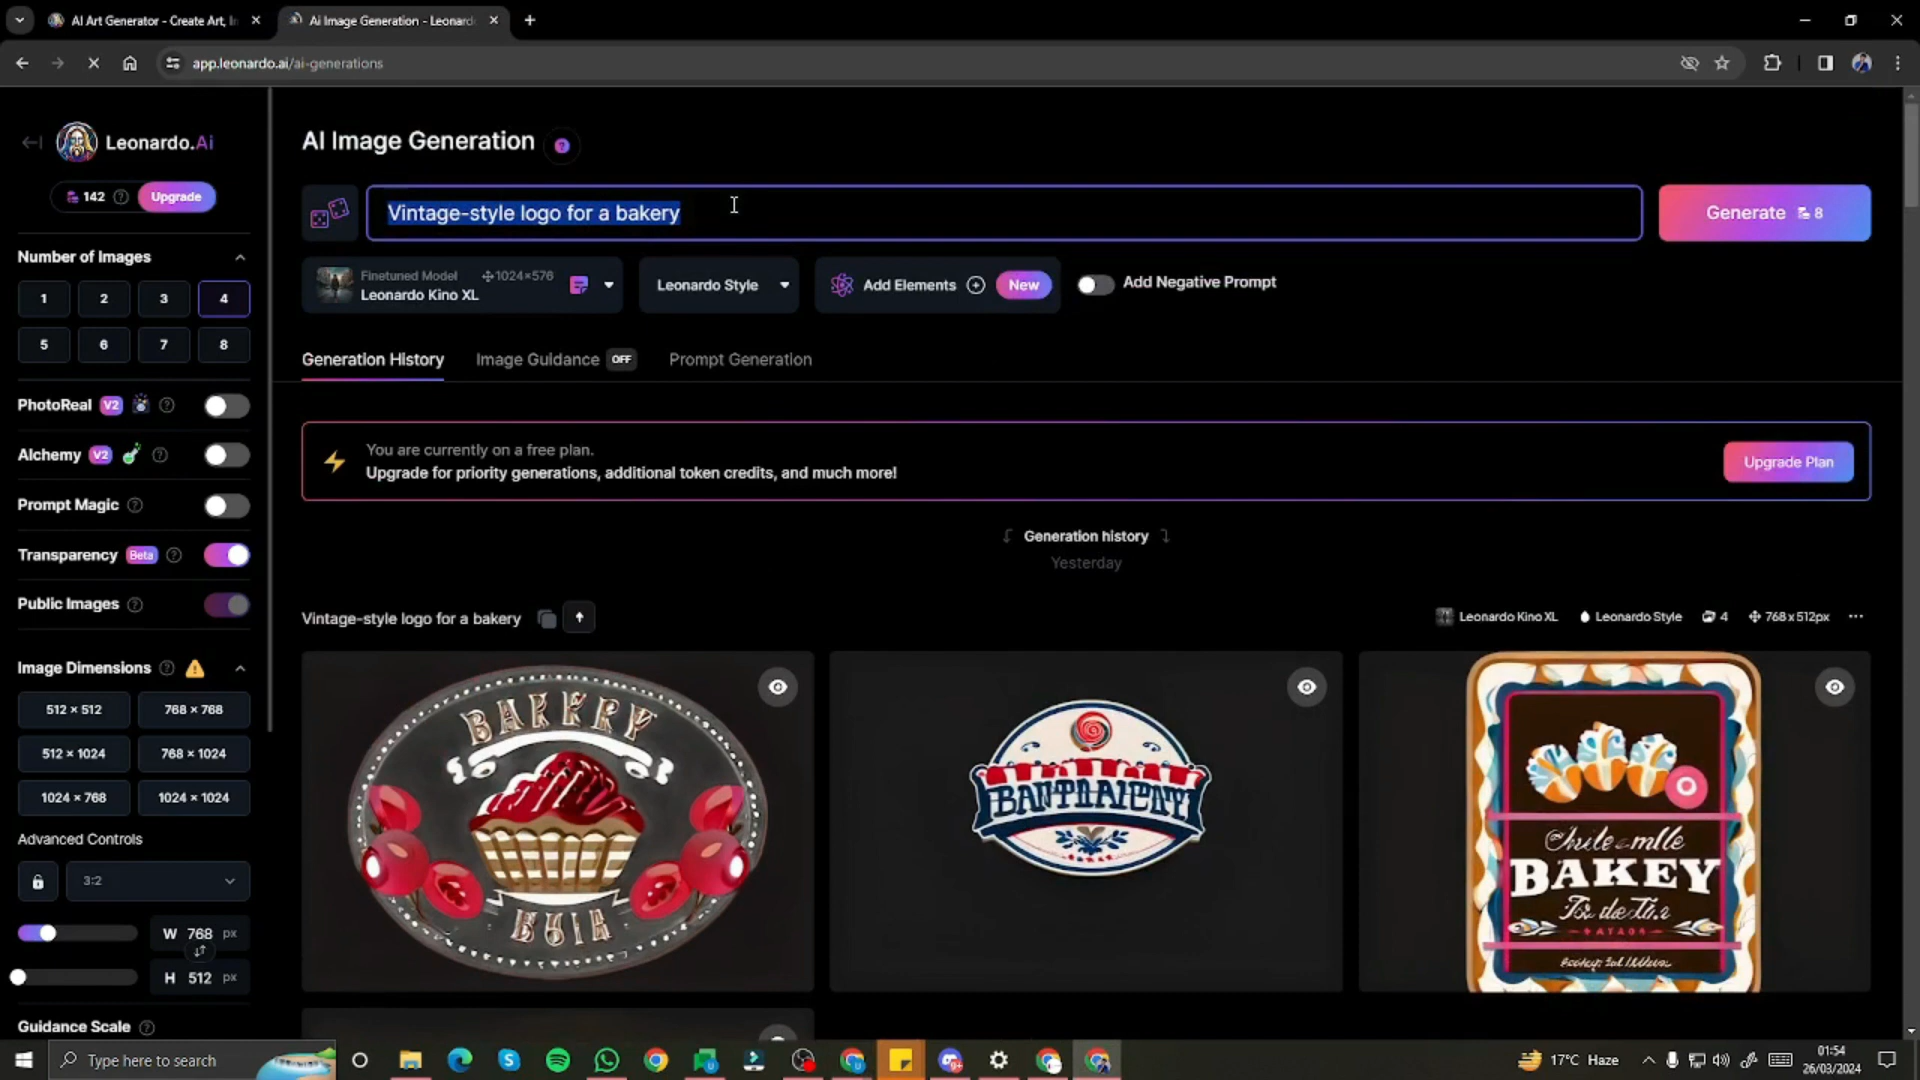 AI Art Generator - Create Art, I
Ai Image Generation - Leonard
app.leonardo.ai/ai-generations
Leonardo.Ai
142
Upgrade
Number of Images
1 2 3 4
5 6 7 8
PhotoReal V2
Alchemy V2
Prompt Magic
Transparency Beta
Public Images
Image Dimensions
512 × 512 768 × 768
512 × 1024 768 × 1024
1024 × 768 1024 × 1024
Advanced Controls
3:2
W 768 px
H 512 px
Guidance Scale
AI Image Generation
Vintage-style logo for a bakery
Generate 8
Finetuned Model 1024×576
Leonardo Kino XL
Leonardo Style
Add Elements New
Add Negative Prompt
Generation History Image Guidance OFF Prompt Generation
You are currently on a free plan.
Upgrade for priority generations, additional token credits, and much more!
Upgrade Plan
Generation history
Yesterday
Vintage-style logo for a bakery
Leonardo Kino XL Leonardo Style 4 768 x 512px
BAKEY
Type here to search
17°C Haze
01:54
26/03/2024